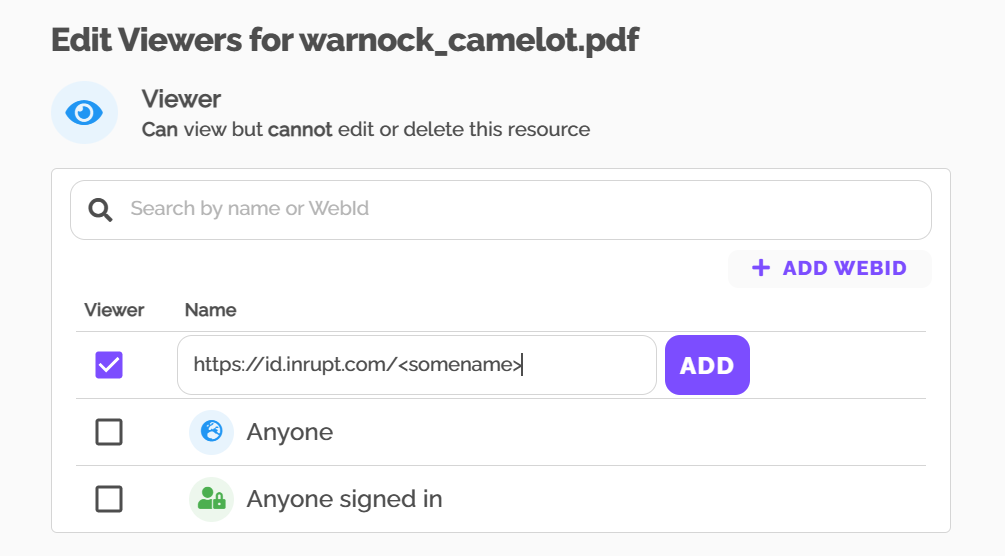 Edit Viewers for warnock_camelot.pdf
Viewer
Can view but cannot edit or delete this resource
Search by name or WebId
+ ADD WEBID
Viewer Name
https://id.inrupt.com/<somename> ADD
Anyone
Anyone signed in